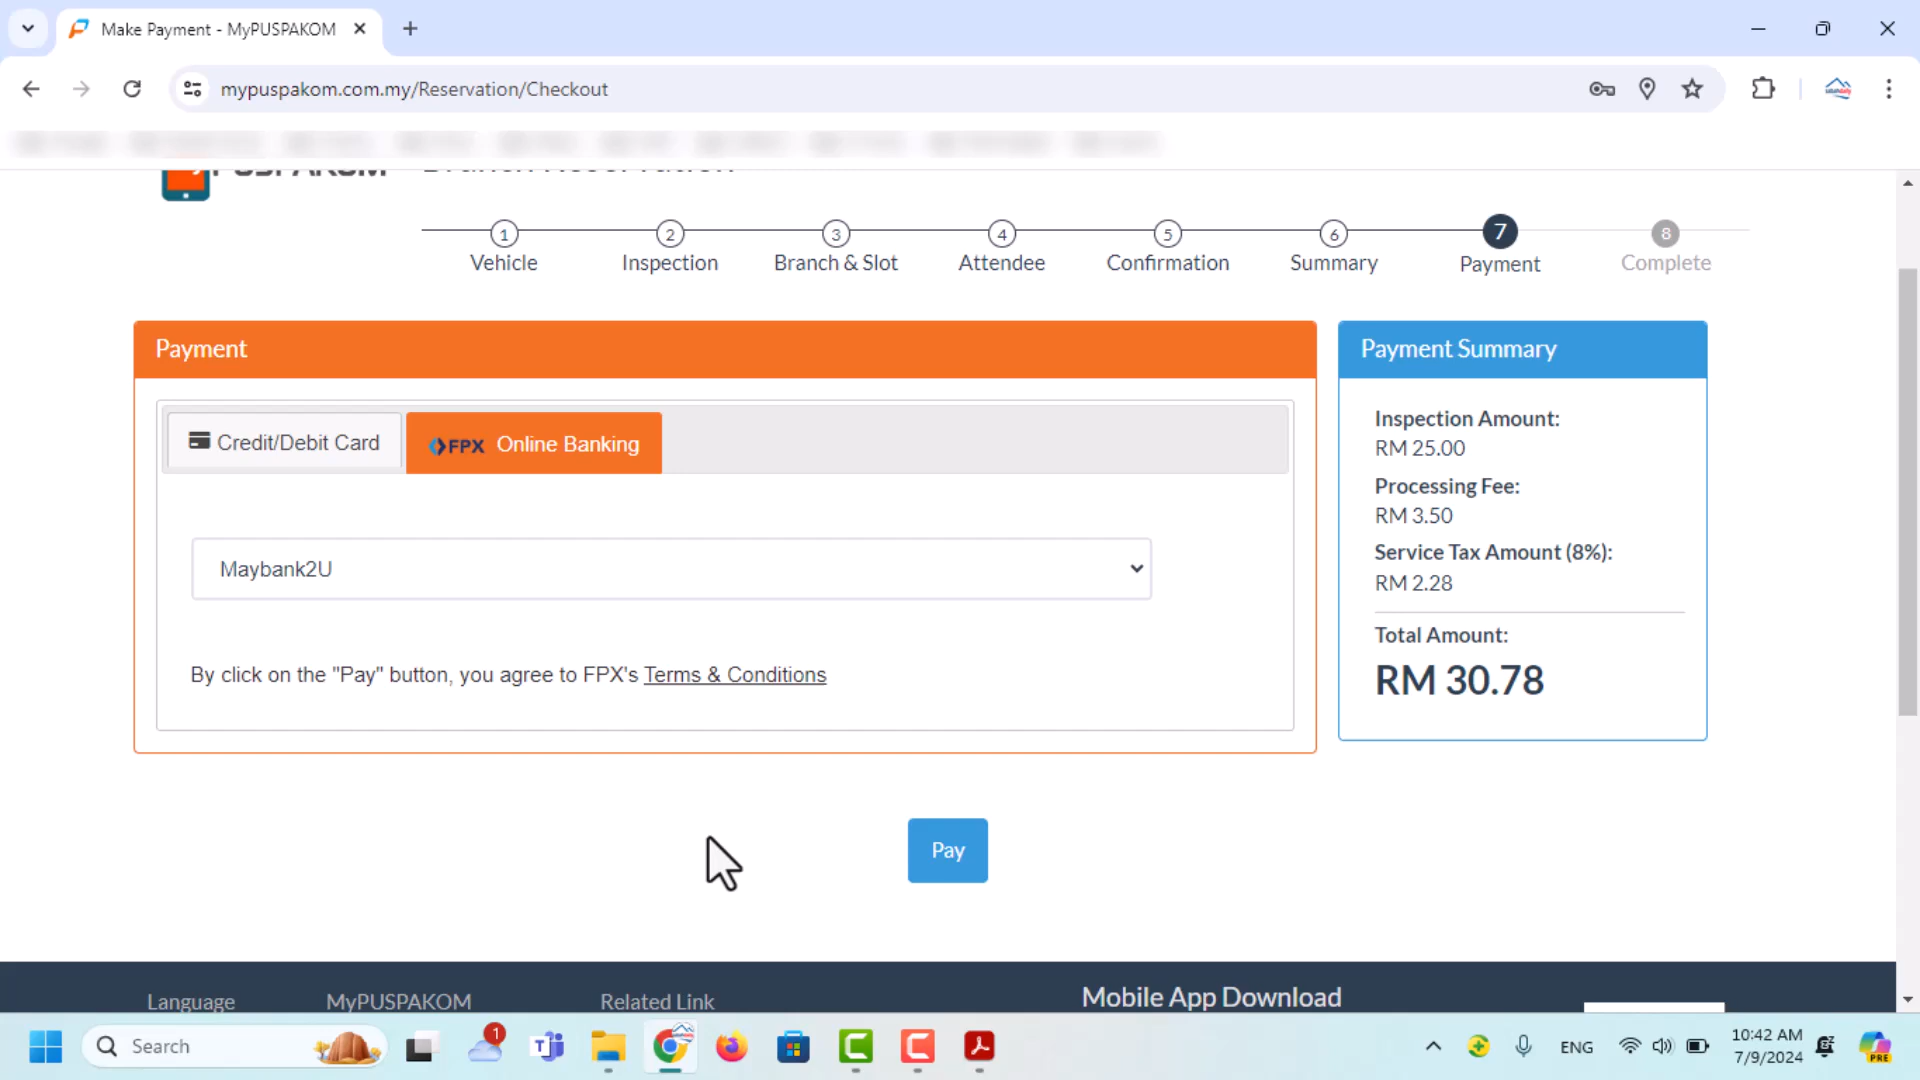 Make Payment - MyPUSPAKOM
mypuspakom.com.my/Reservation/Checkout
1 2 3 4 5 6 7 8
Vehicle Inspection Branch & Slot Attendee Confirmation Summary Payment Complete
Payment
Credit/Debit Card
FPX Online Banking
Maybank2U
By click on the "Pay" button, you agree to FPX's Terms & Conditions
Payment Summary
Inspection Amount:
RM 25.00
Processing Fee:
RM 3.50
Service Tax Amount (8%):
RM 2.28
Total Amount:
RM 30.78
Pay
Language MyPUSPAKOM Related Link Mobile App Download
Search
1
ENG
10:42 AM
7/9/2024
PRE